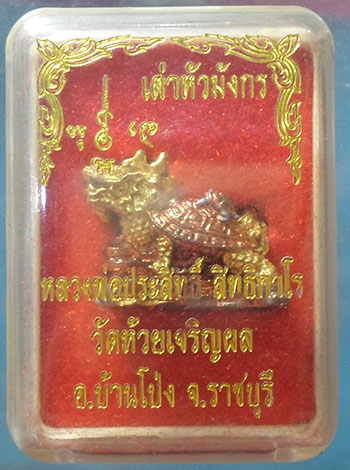 เต่าหัวมังกร
หลวงพ่อประสิทธิ์ สิทธิคาโร
วัดห้วยเจริญผล
อ.บ้านโป่ง จ.ราชบุรี